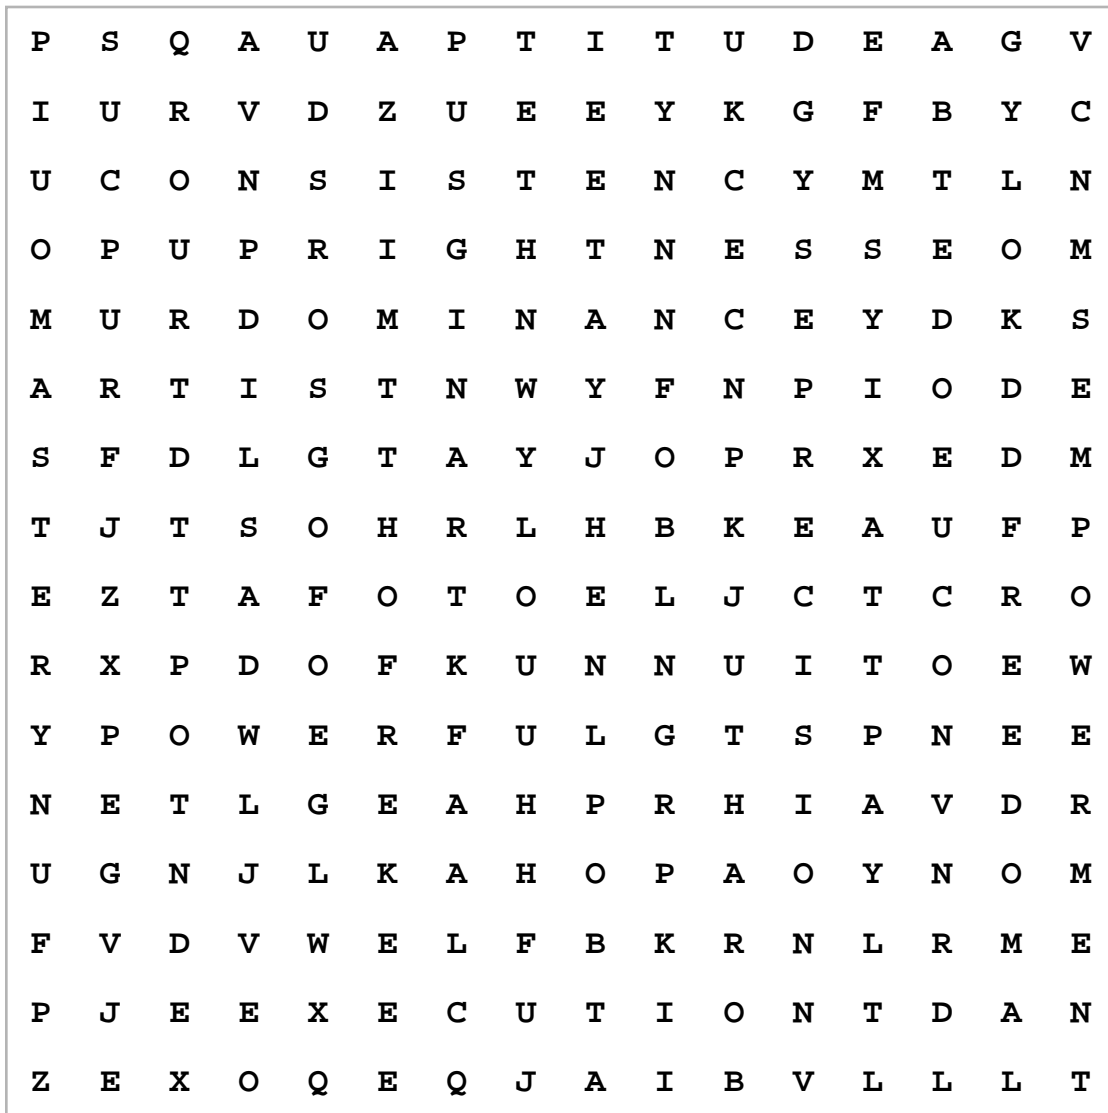 P S Q A U A P T I T U D E A G V
I U R V D Z U E E Y K G F B Y C
U C O N S I S T E N C Y M T L N
O P U P R I G H T N E S S E O M
M U R D O M I N A N C E Y D K S
A R T I S T N W Y F N P I O D E
S F D L G T A Y J O P R X E D M
T J T S O H R L H B K E A U F P
E Z T A F O T O E L J C T C R O
R X P D O F K U N N U I T O E W
Y P O W E R F U L G T S P N E E
N E T L G E A H P R H I A V D R
U G N J L K A H O P A O Y N O M
F V D V W E L F B K R N L R M E
P J E E X E C U T I O N T D A N
Z E X O Q E Q J A I B V L L L T